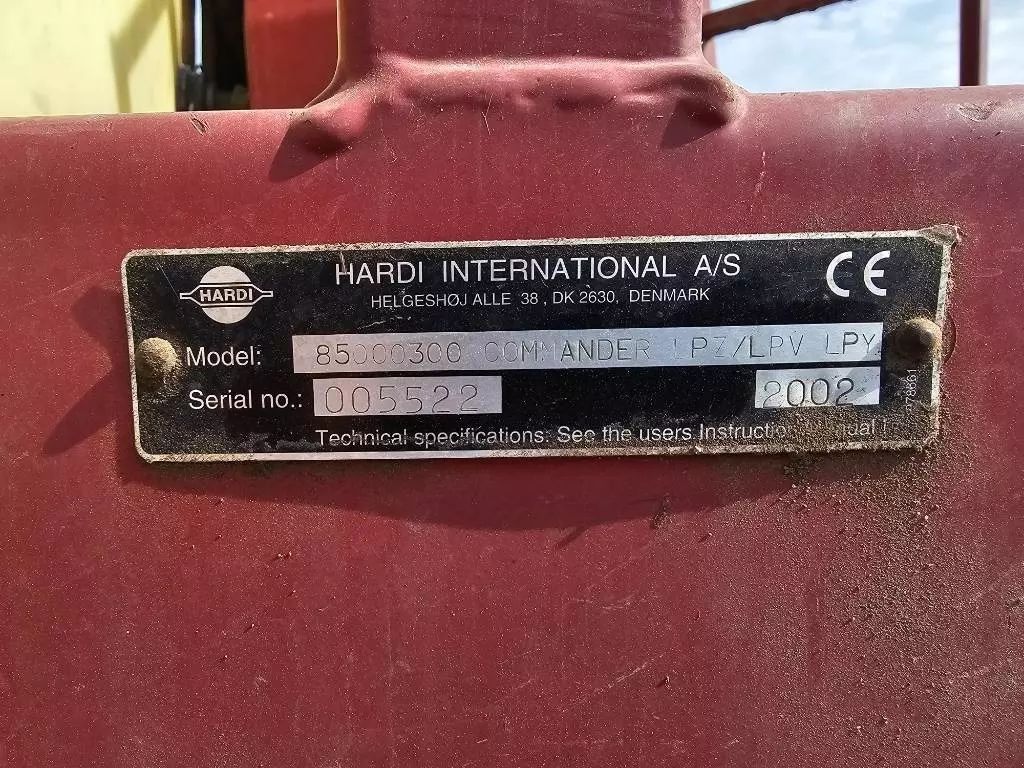 HARDI
HARDI INTERNATIONAL A/S
HELGESHØJ ALLE 38, DK 2630, DENMARK
CE
Model: 85000300 COMMANDER LPZ/LPV LPY
Serial no.: 005522 2002
Technical specifications: See the users Instruction Manual